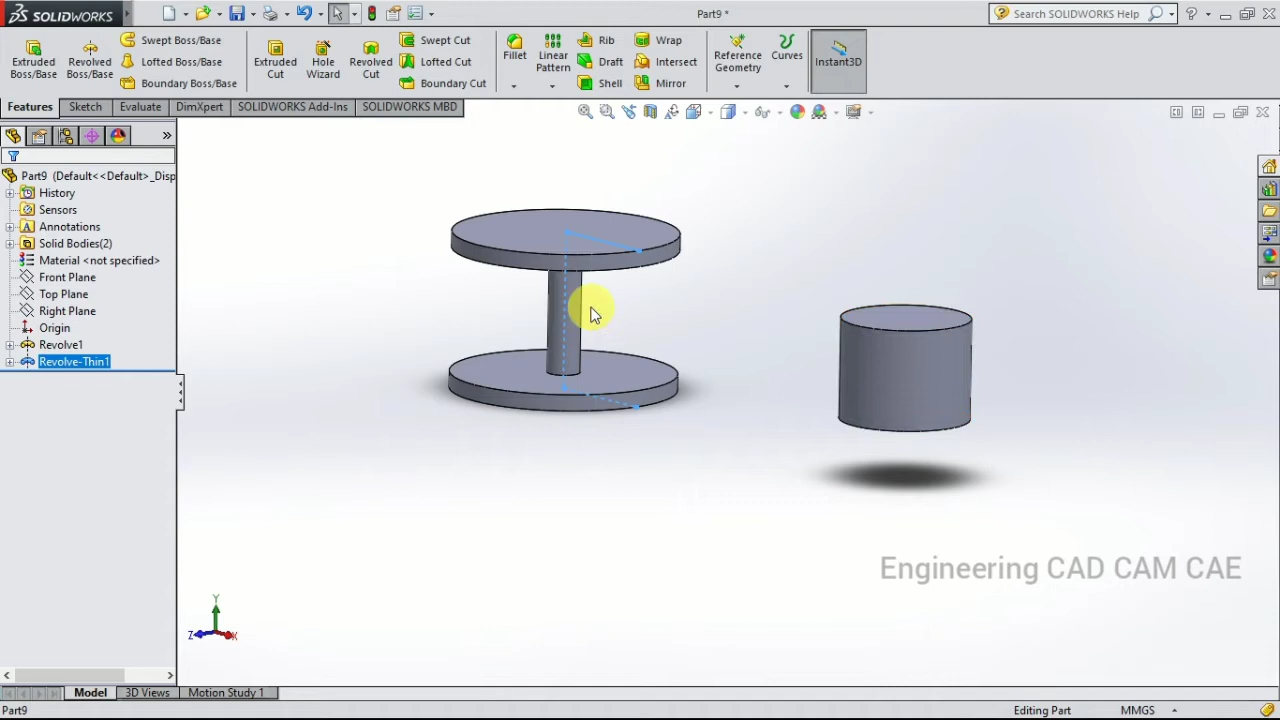 SOLIDWORKS
Part9 *
Search SOLIDWORKS Help
Extruded Boss/Base
Revolved Boss/Base
Swept Boss/Base
Lofted Boss/Base
Boundary Boss/Base
Extruded Cut
Hole Wizard
Revolved Cut
Swept Cut
Lofted Cut
Boundary Cut
Fillet
Linear Pattern
Rib
Draft
Shell
Wrap
Intersect
Mirror
Reference Geometry
Curves
Instant3D
Features
Sketch
Evaluate
DimXpert
SOLIDWORKS Add-Ins
SOLIDWORKS MBD
Part9 (Default<<Default>_Disp
History
Sensors
Annotations
Solid Bodies(2)
Material <not specified>
Front Plane
Top Plane
Right Plane
Origin
Revolve1
Revolve-Thin1
Engineering CAD CAM CAE
Y
Z
X
Model
3D Views
Motion Study 1
Part9
Editing Part
MMGS